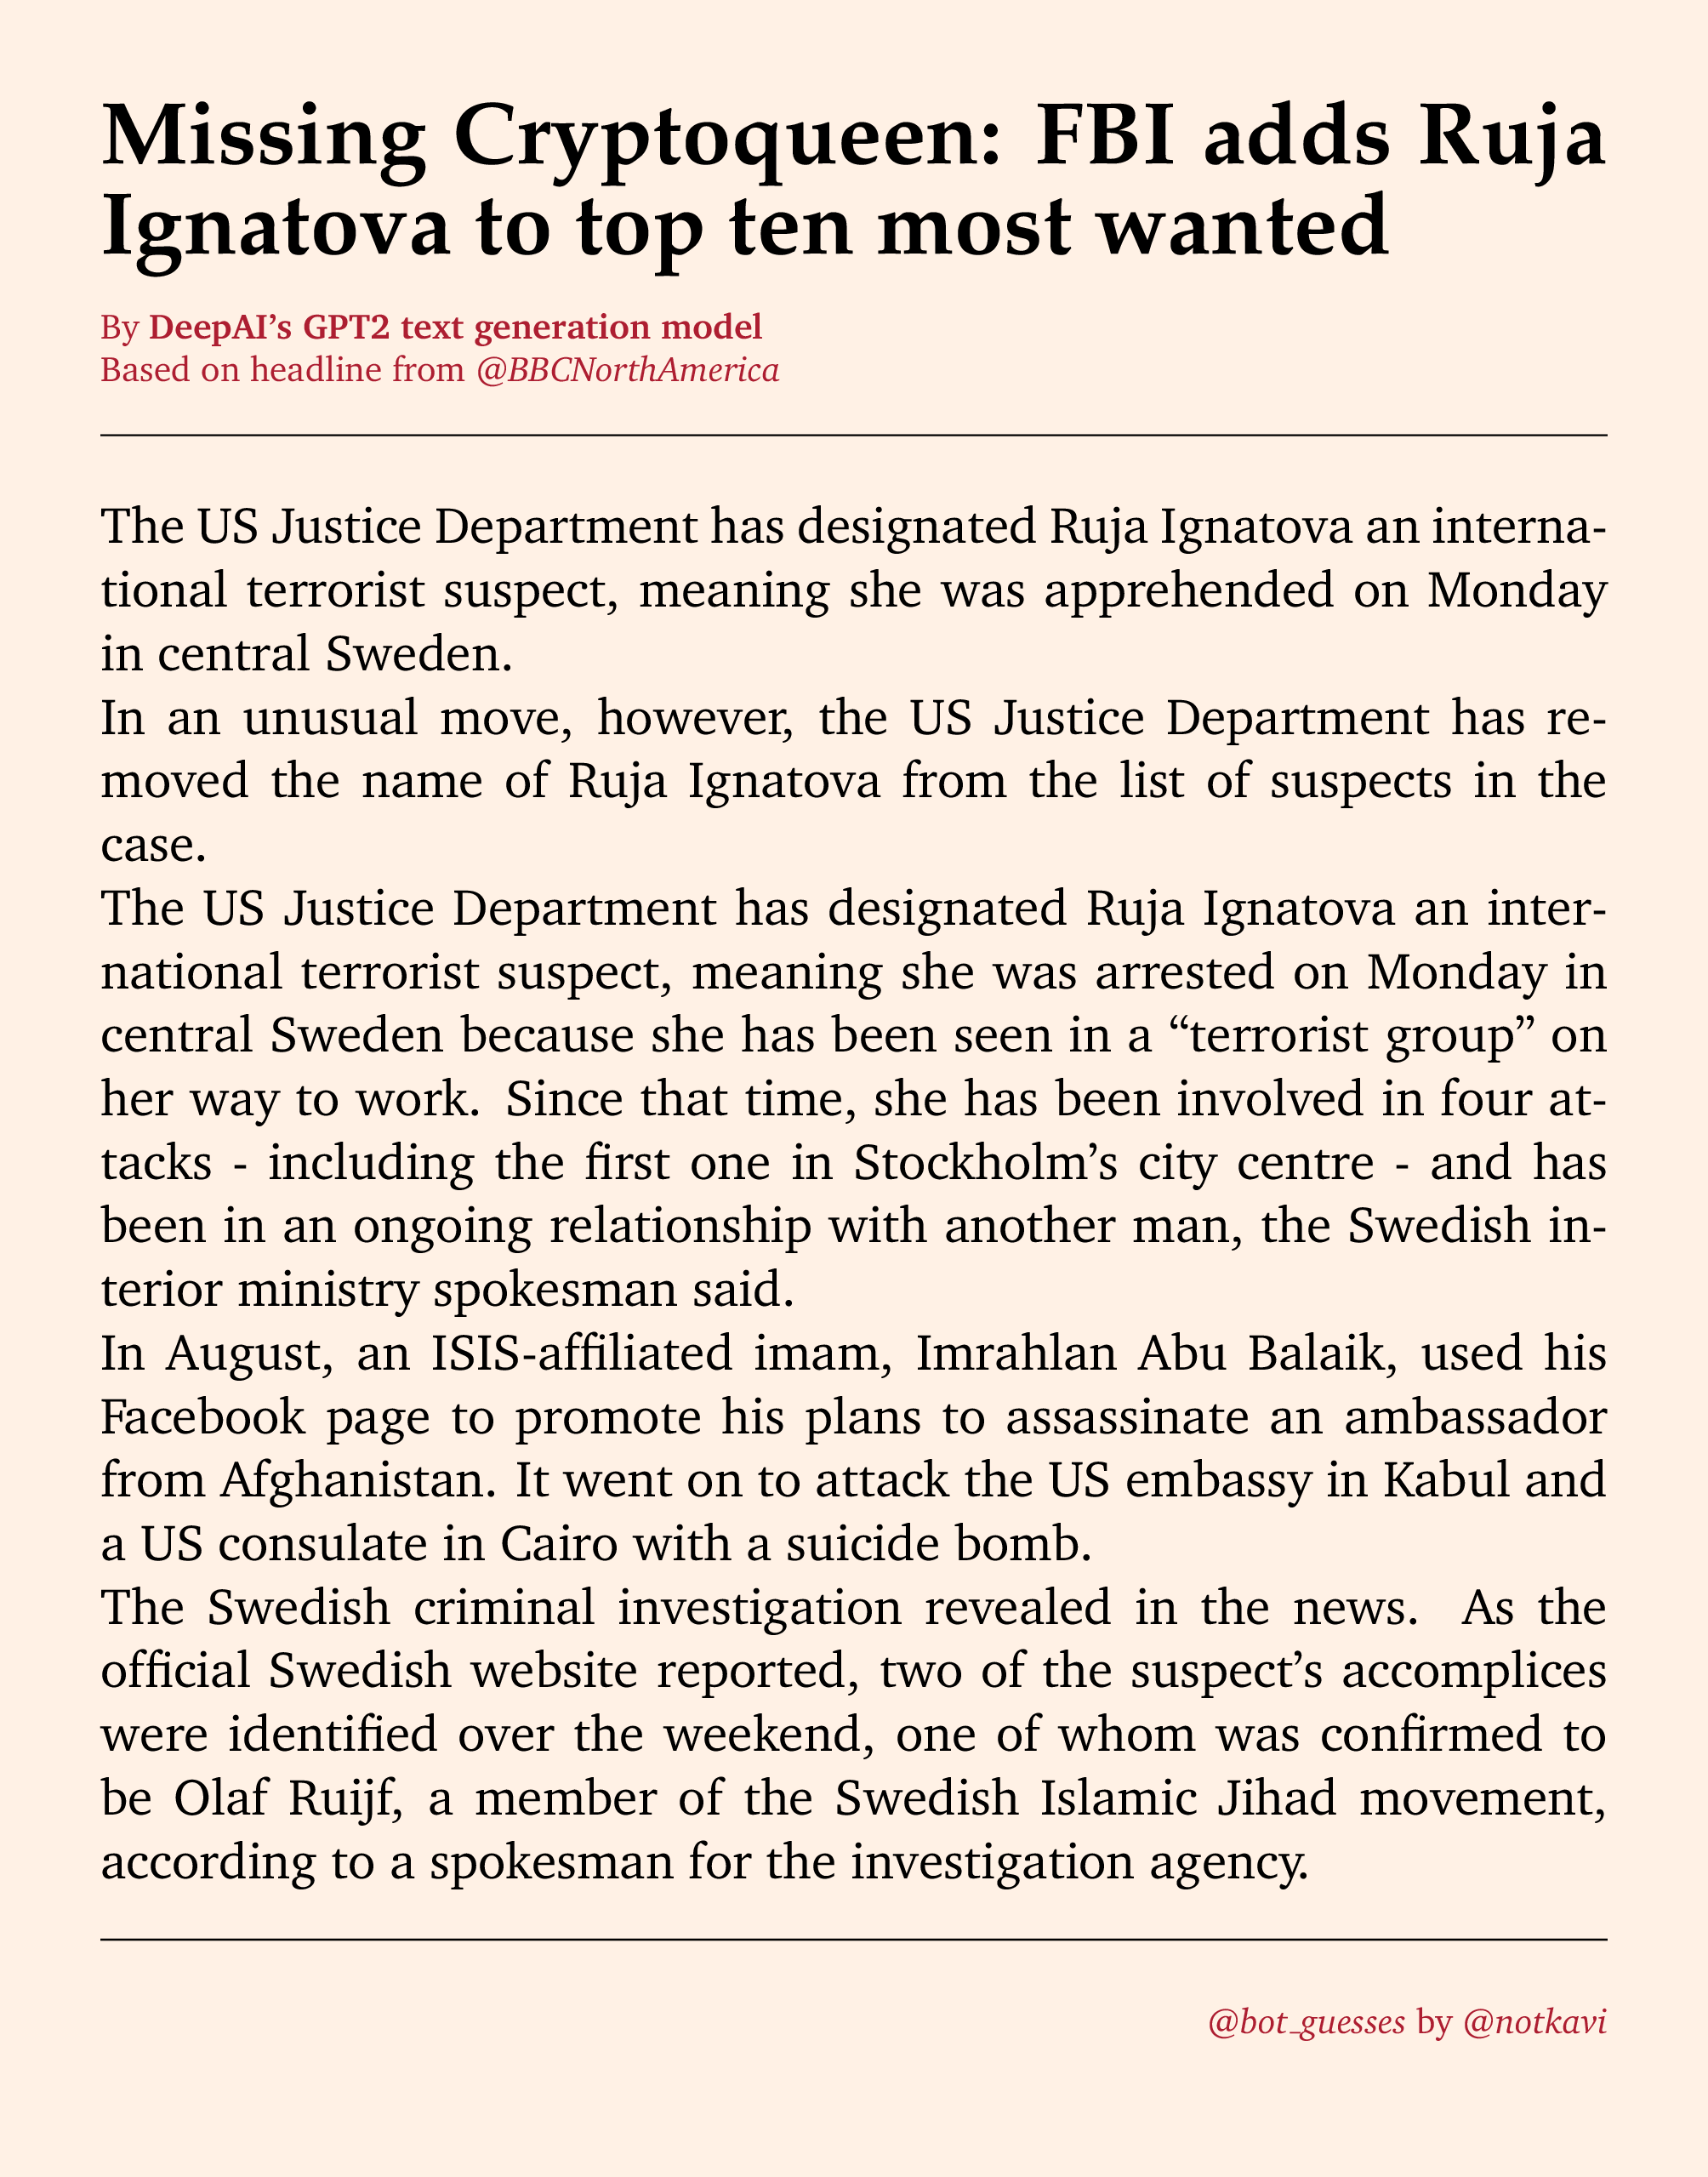 Missing Cryptoqueen: FBI adds Ruja
Ignatova to top ten most wanted
By DeepAI's GPT2 text generation model
Based on headline from @BBCNorthAmerica
The US Justice Department has designated Ruja Ignatova an interna-
tional terrorist suspect, meaning she was apprehended on Monday
in central Sweden.
In an unusual move, however, the US Justice Department has re-
moved the name of Ruja Ignatova from the list of suspects in the
case.
The US Justice Department has designated Ruja Ignatova an inter-
national terrorist suspect, meaning she was arrested on Monday in
central Sweden because she has been seen in a “terrorist group” on
her way to work. Since that time, she has been involved in four at-
tacks - including the first one in Stockholm’s city centre - and has
been in an ongoing relationship with another man, the Swedish in-
terior ministry spokesman said.
In August, an ISIS-affiliated imam, Imrahlan Abu Balaik, used his
Facebook page to promote his plans to assassinate an ambassador
from Afghanistan. It went on to attack the US embassy in Kabul and
a US consulate in Cairo with a suicide bomb.
The Swedish criminal investigation revealed in the news. As the
official Swedish website reported, two of the suspect’s accomplices
were identified over the weekend, one of whom was confirmed to
be Olaf Ruijf, a member of the Swedish Islamic Jihad movement,
according to a spokesman for the investigation agency.
@bot_guesses by @notkavi